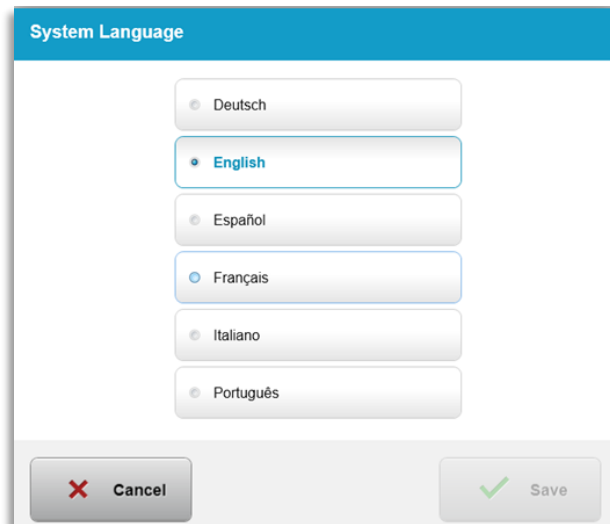 System Language
Deutsch
English
Español
Français
Italiano
Português
Cancel
Save